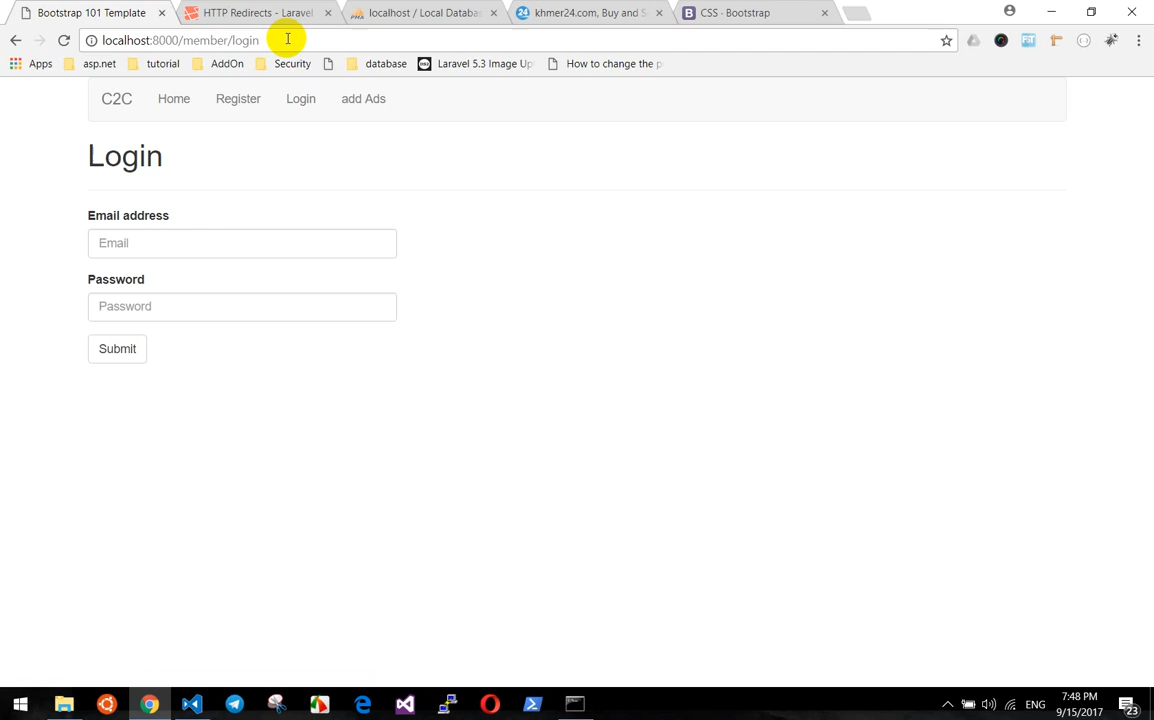 Bootstrap 101 Template
HTTP Redirects - Laravel
localhost / Local Databas
khmer24.com, Buy and S
CSS · Bootstrap
localhost:8000/member/login
Apps
asp.net
tutorial
AddOn
Security
database
Laravel 5.3 Image Up
How to change the p
C2C
Home
Register
Login
add Ads
Login
Email address
Email
Password
Password
Submit
ENG
7:48 PM
9/15/2017
23